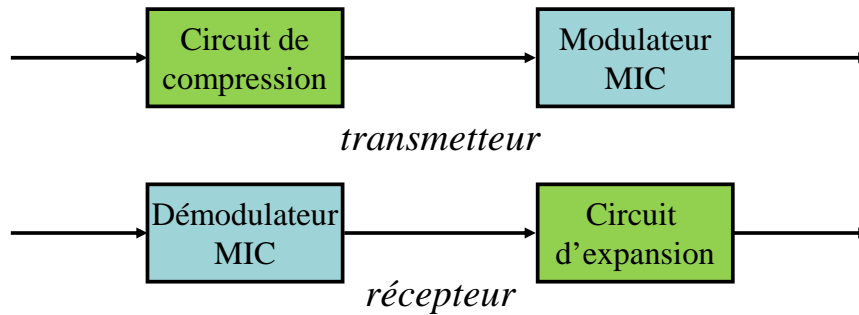 Circuit de
compression
Modulateur
MIC
transmetteur
Démodulateur
MIC
Circuit
d’expansion
récepteur